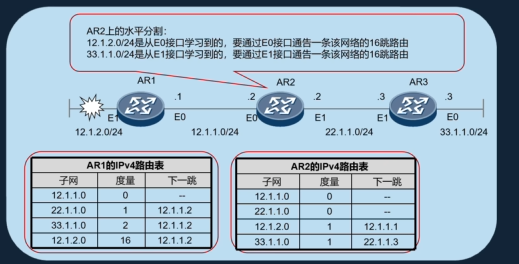 AR2上的水平分割:
12.1.2.0/24是从E0接口学习到的，要通过E0接口通告一条该网络的16跳路由
33.1.1.0/24是从E1接口学习到的，要通过E1接口通告一条该网络的16跳路由
AR1 AR2 AR3
.1 .2 .2 .3 .3
E1 E0 E0 E1 E1 E0
12.1.2.0/24 12.1.1.0/24 22.1.1.0/24 33.1.1.0/24
AR1的IPv4路由表
子网 度量 下一跳
12.1.1.0 0 --
22.1.1.0 1 12.1.1.2
33.1.1.0 2 12.1.1.2
12.1.2.0 16 12.1.1.2
AR2的IPv4路由表
子网 度量 下一跳
12.1.1.0 0 --
22.1.1.0 0 --
12.1.2.0 1 12.1.1.1
33.1.1.0 1 22.1.1.3